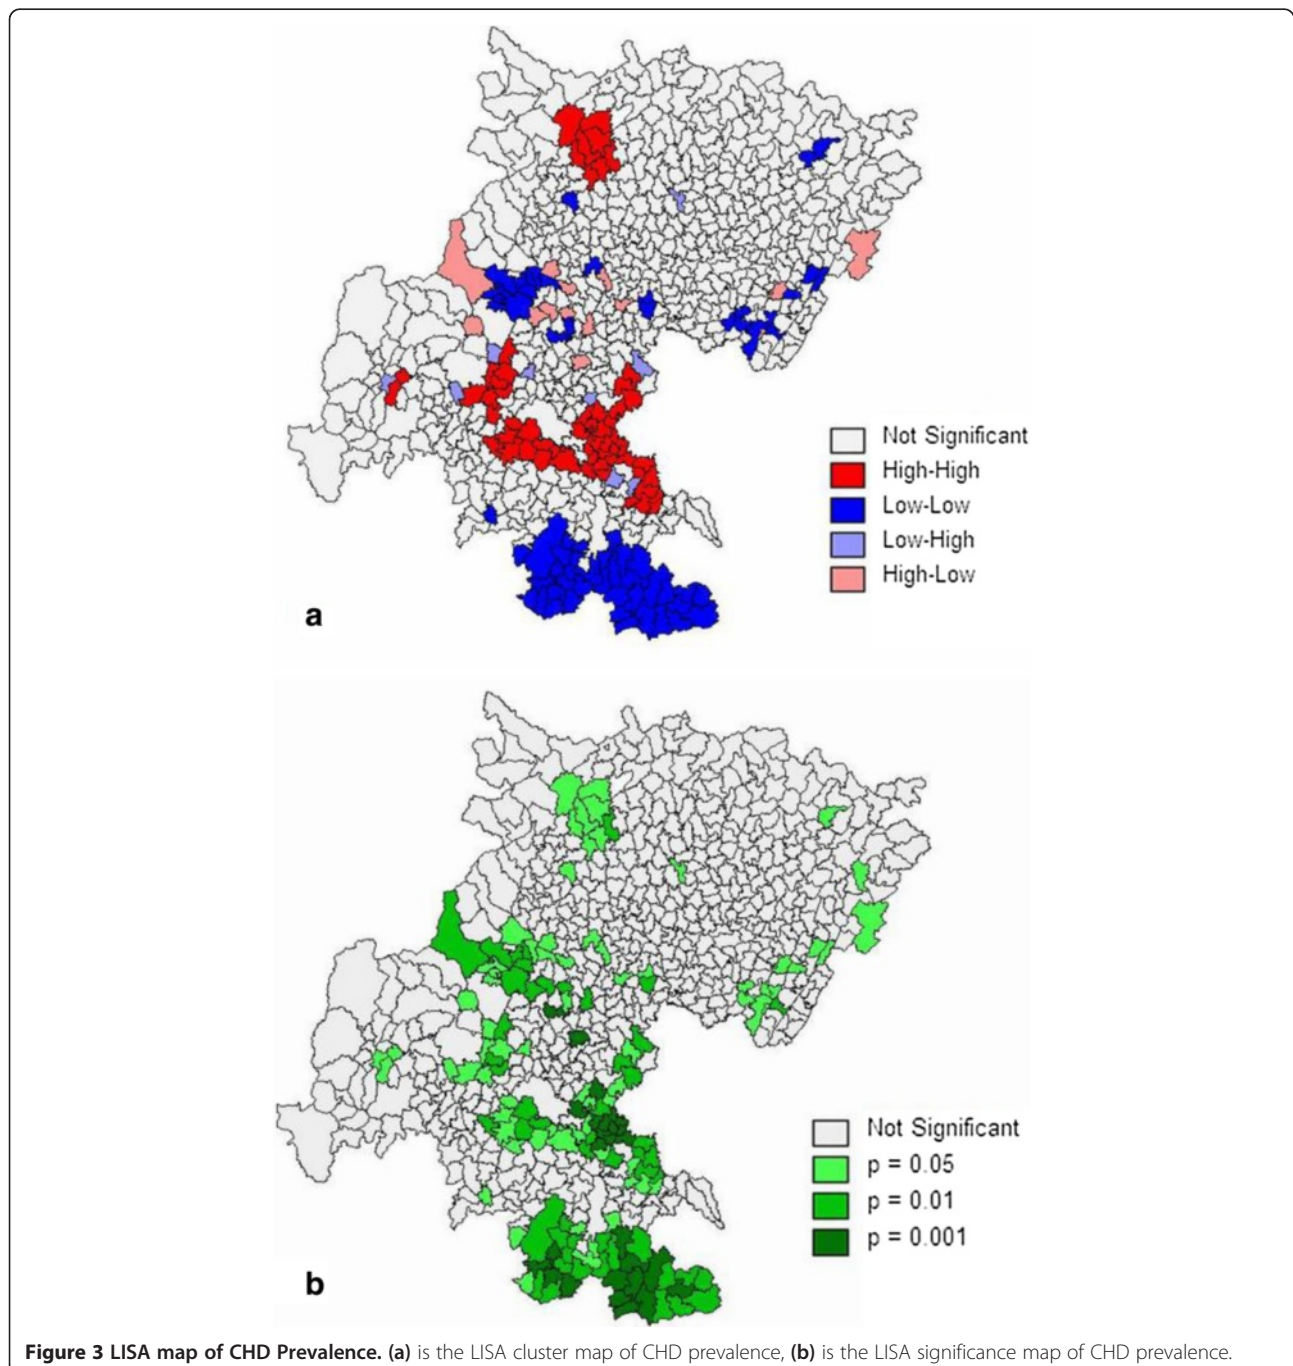 Not Significant
High-High
Low-Low
Low-High
High-Low
a
Not Significant
p = 0.05
p = 0.01
p = 0.001
b
Figure 3 LISA map of CHD Prevalence. (a) is the LISA cluster map of CHD prevalence, (b) is the LISA significance map of CHD prevalence.